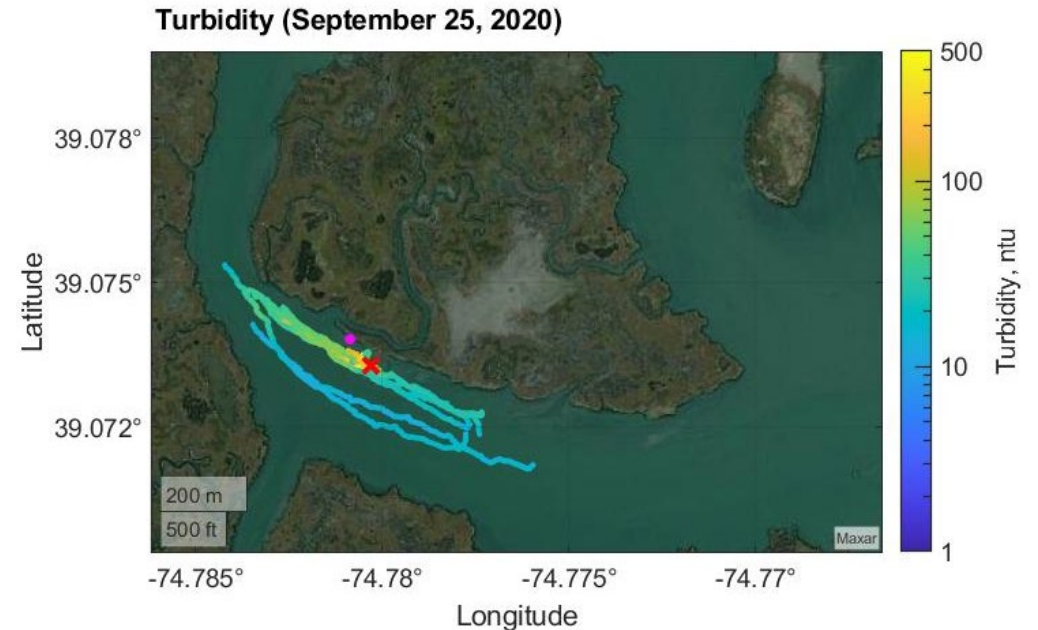 Turbidity (September 25, 2020)
39.078°
39.075°
39.072°
Latitude
200 m
500 ft
Maxar
-74.785°
-74.78°
-74.775°
-74.77°
Longitude
500
100
10
1
Turbidity, ntu